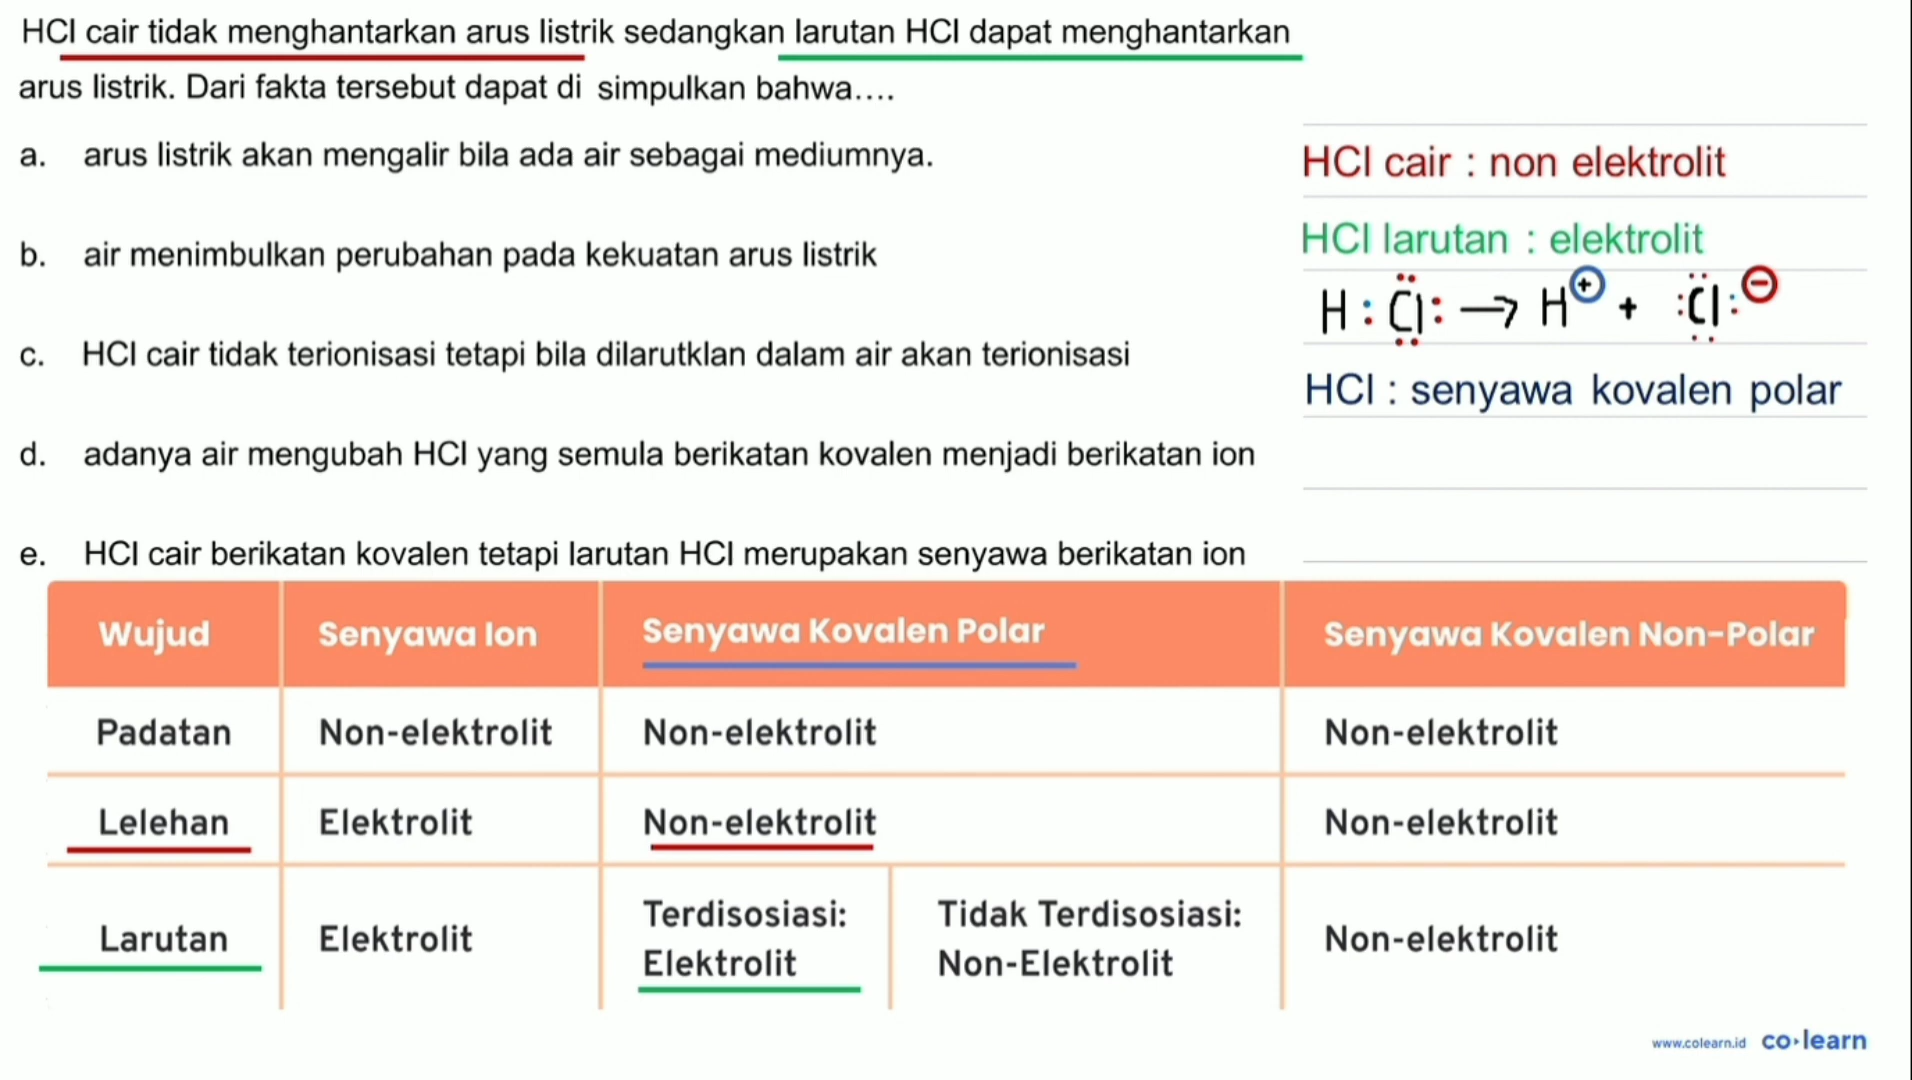 HCl cair tidak menghantarkan arus listrik sedangkan larutan HCl dapat menghantarkan
arus listrik. Dari fakta tersebut dapat di simpulkan bahwa....
a. arus listrik akan mengalir bila ada air sebagai mediumnya.
b. air menimbulkan perubahan pada kekuatan arus listrik
c. HCl cair tidak terionisasi tetapi bila dilarutklan dalam air akan terionisasi
d. adanya air mengubah HCl yang semula berikatan kovalen menjadi berikatan ion
e. HCl cair berikatan kovalen tetapi larutan HCl merupakan senyawa berikatan ion
HCl cair : non elektrolit
HCl larutan : elektrolit
H : Cl : → H⊕ + : Cl : ⊖
HCl : senyawa kovalen polar
Wujud Senyawa Ion Senyawa Kovalen Polar Senyawa Kovalen Non-Polar
Padatan Non-elektrolit Non-elektrolit Non-elektrolit
Lelehan Elektrolit Non-elektrolit Non-elektrolit
Larutan Elektrolit Terdisosiasi: Tidak Terdisosiasi: Non-elektrolit
Elektrolit Non-Elektrolit
www.colearn.id co·learn